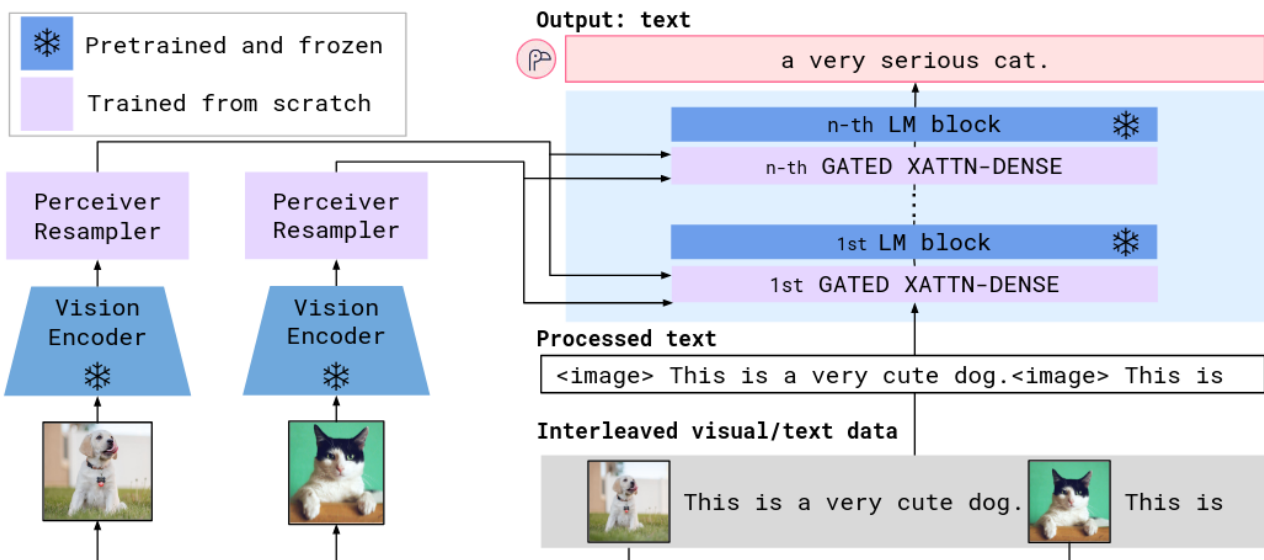 Pretrained and frozen
Trained from scratch
Output: text
a very serious cat.
n-th LM block
n-th GATED XATTN-DENSE
1st LM block
1st GATED XATTN-DENSE
Perceiver
Resampler
Perceiver
Resampler
Vision
Encoder
Vision
Encoder
Processed text
<image> This is a very cute dog.<image> This is
Interleaved visual/text data
This is a very cute dog.
This is